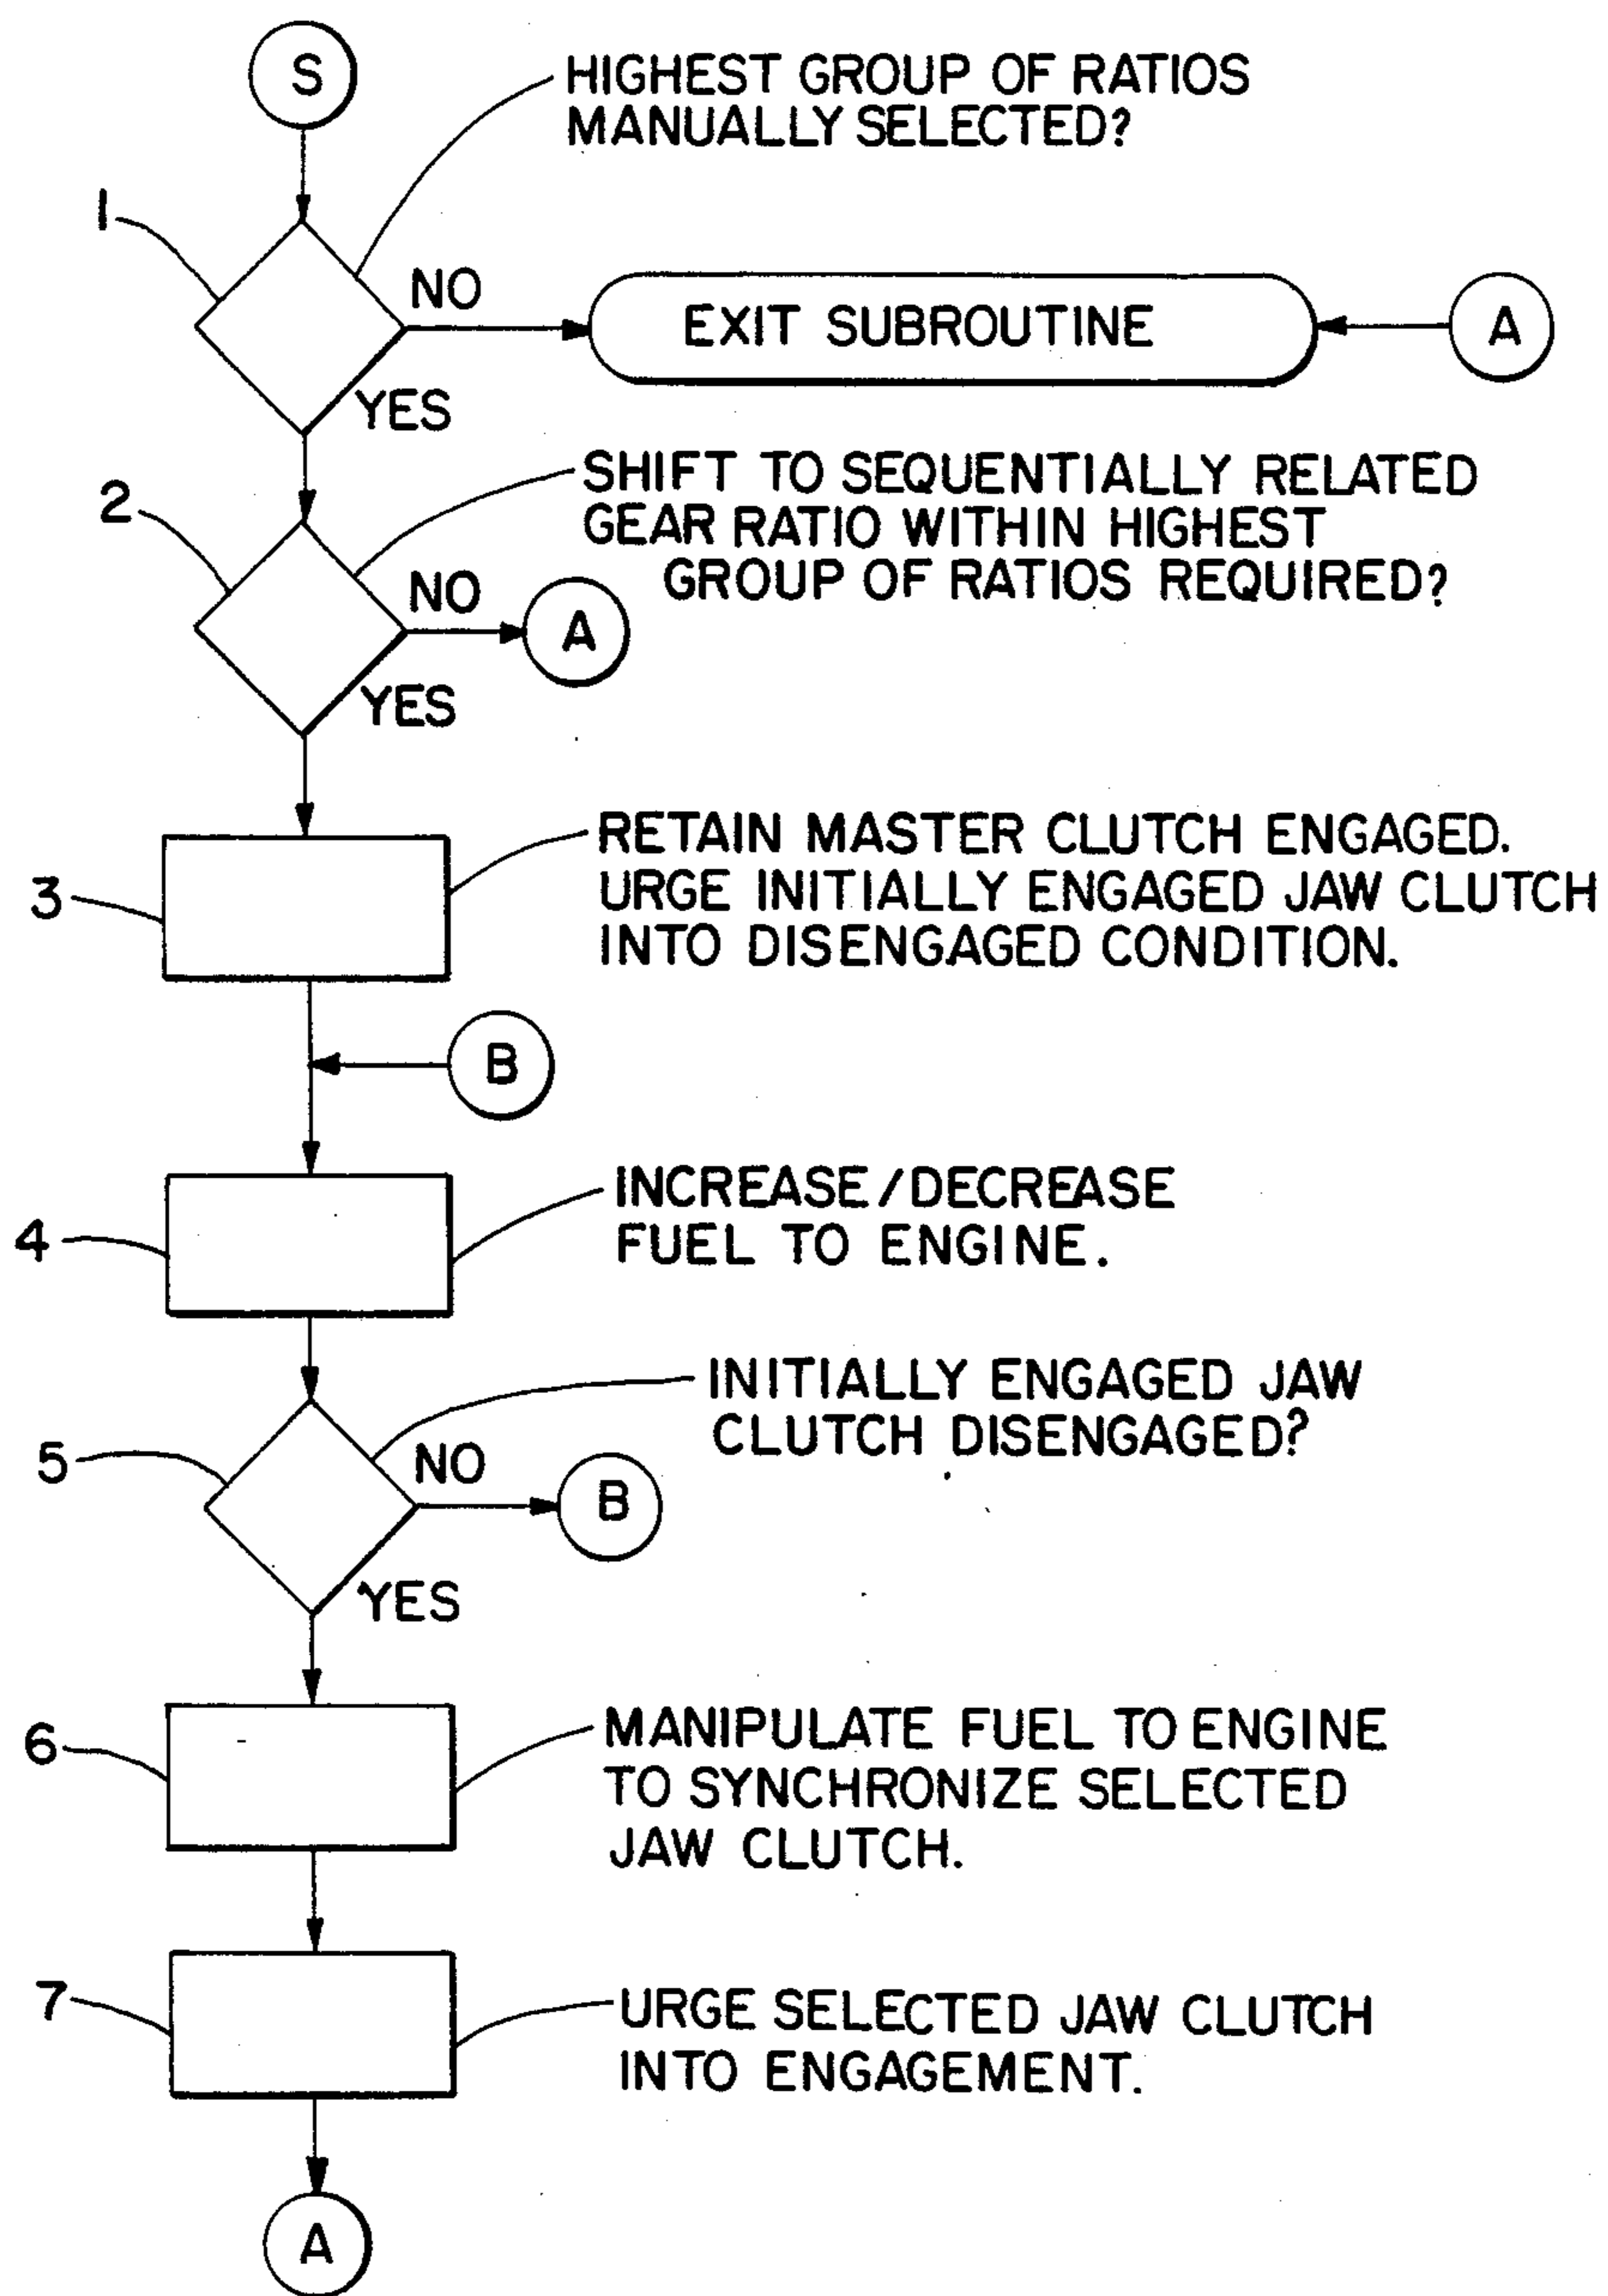 S
HIGHEST GROUP OF RATIOS
MANUALLY SELECTED?
1
NO
EXIT SUBROUTINE
A
YES
2
SHIFT TO SEQUENTIALLY RELATED
GEAR RATIO WITHIN HIGHEST
GROUP OF RATIOS REQUIRED?
NO
A
YES
3
RETAIN MASTER CLUTCH ENGAGED.
URGE INITIALLY ENGAGED JAW CLUTCH
INTO DISENGAGED CONDITION.
B
4
INCREASE/DECREASE
FUEL TO ENGINE.
5
INITIALLY ENGAGED JAW
CLUTCH DISENGAGED?
NO
B
YES
6
MANIPULATE FUEL TO ENGINE
TO SYNCHRONIZE SELECTED
JAW CLUTCH.
7
URGE SELECTED JAW CLUTCH
INTO ENGAGEMENT.
A